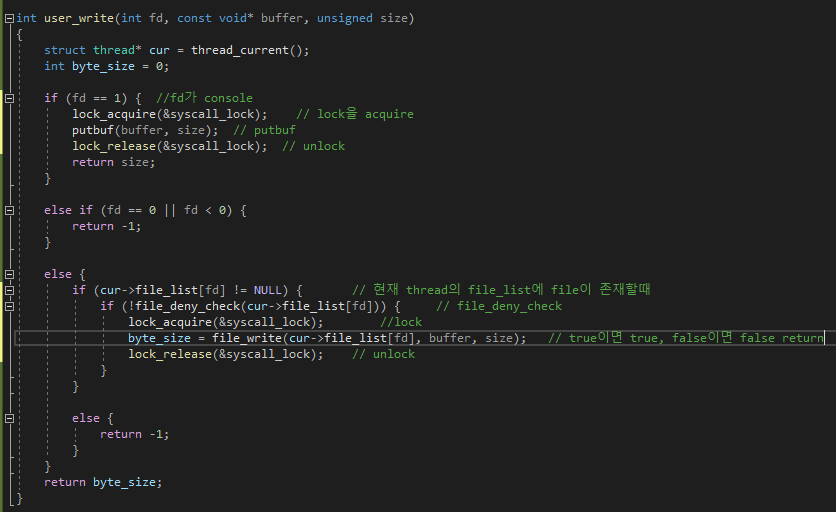 int user_write(int fd, const void* buffer, unsigned size)
{
    struct thread* cur = thread_current();
    int byte_size = 0;

    if (fd == 1) {  //fd가 console
        lock_acquire(&syscall_lock);    // lock을 acquire
        putbuf(buffer, size);  // putbuf
        lock_release(&syscall_lock);  // unlock
        return size;
    }

    else if (fd == 0 || fd < 0) {
        return -1;
    }

    else {
        if (cur->file_list[fd] != NULL) {       // 현재 thread의 file_list에 file이 존재할때
            if (!file_deny_check(cur->file_list[fd])) {     // file_deny_check
                lock_acquire(&syscall_lock);        //lock
                byte_size = file_write(cur->file_list[fd], buffer, size);   // true이면 true, false이면 false return
                lock_release(&syscall_lock);    // unlock
            }
        }

        else {
            return -1;
        }
    }
    return byte_size;
}